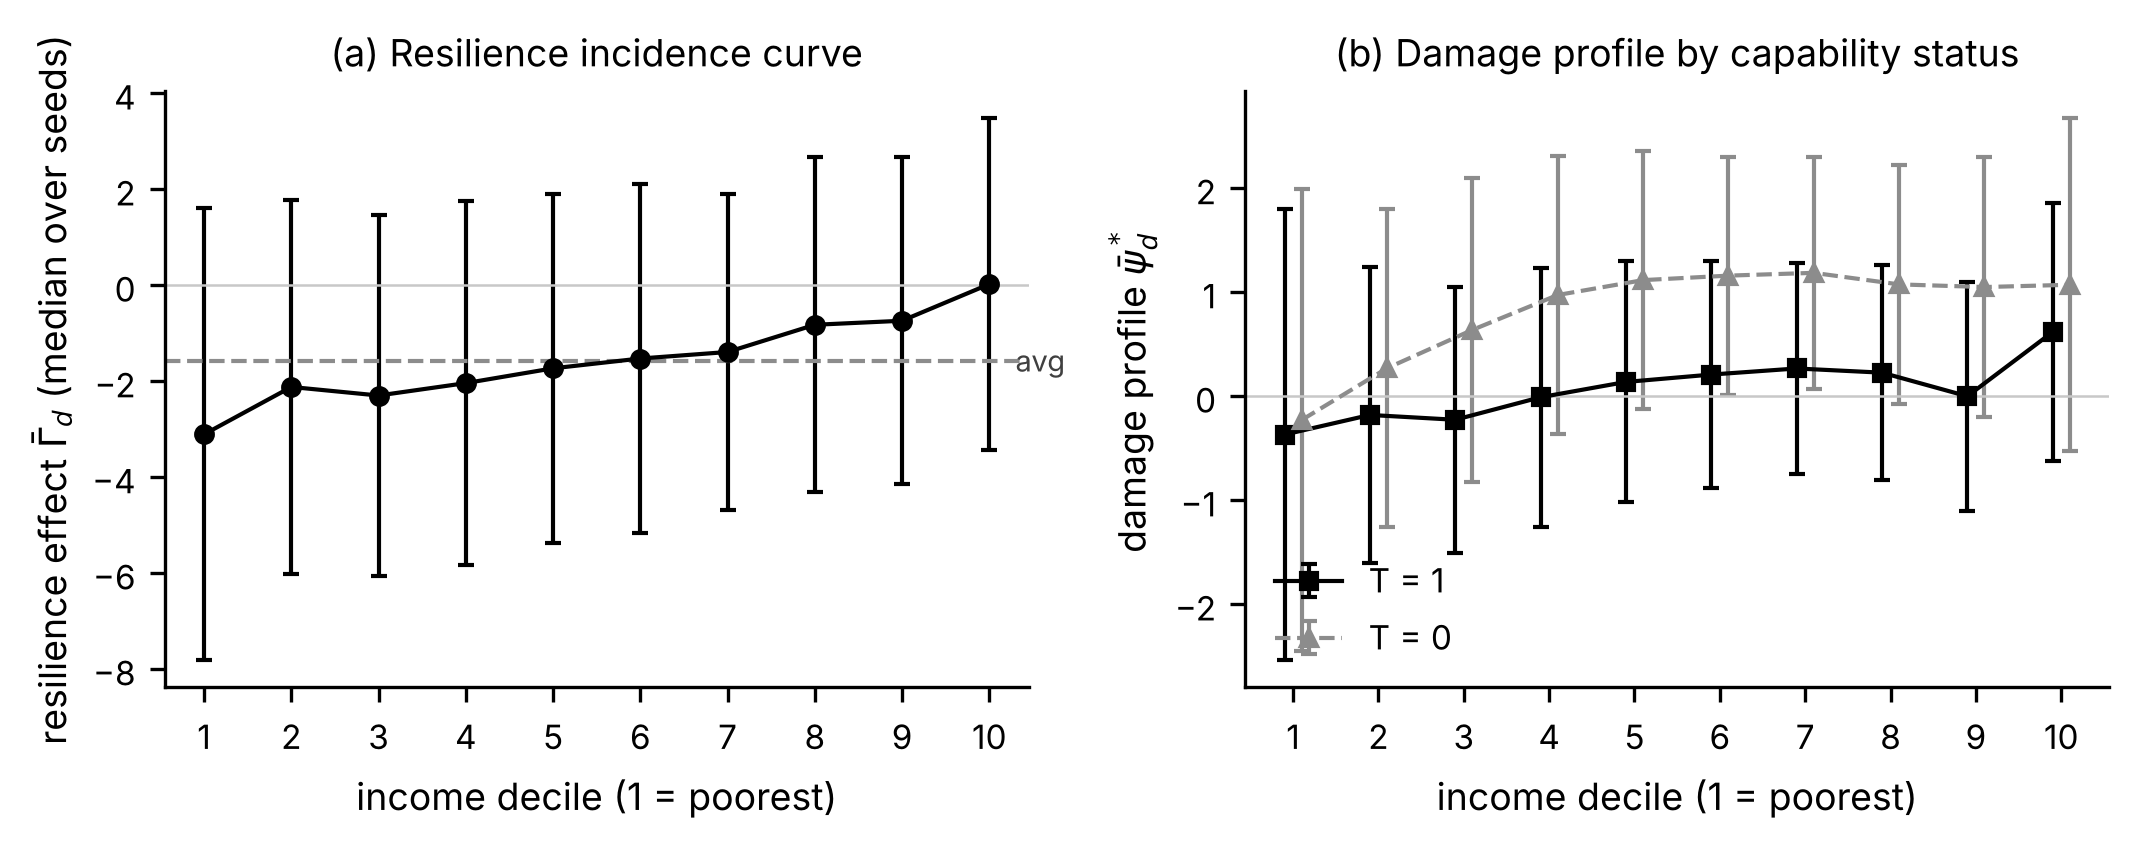 (a) Resilience incidence curve
resilience effect Γ̄_d (median over seeds)
4
2
0
−2
−4
−6
−8
avg
1 2 3 4 5 6 7 8 9 10
income decile (1 = poorest)
(b) Damage profile by capability status
damage profile ψ̄*_d
2
1
0
−1
−2
T = 1
T = 0
1 2 3 4 5 6 7 8 9 10
income decile (1 = poorest)